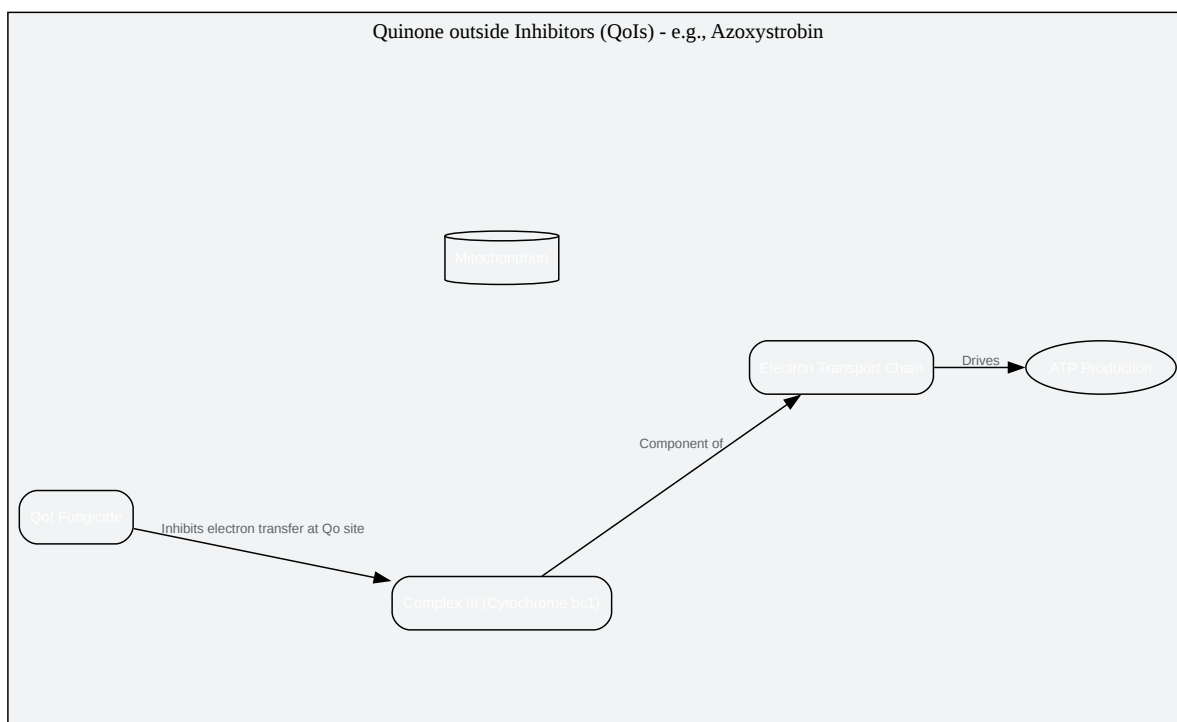 Quinone outside Inhibitors (QoIs) - e.g., Azoxystrobin
Mitochondrion
Electron Transport Chain
Drives
ATP Production
Component of
QoI Fungicide
Inhibits electron transfer at Qo site
Complex III (Cytochrome bc1)